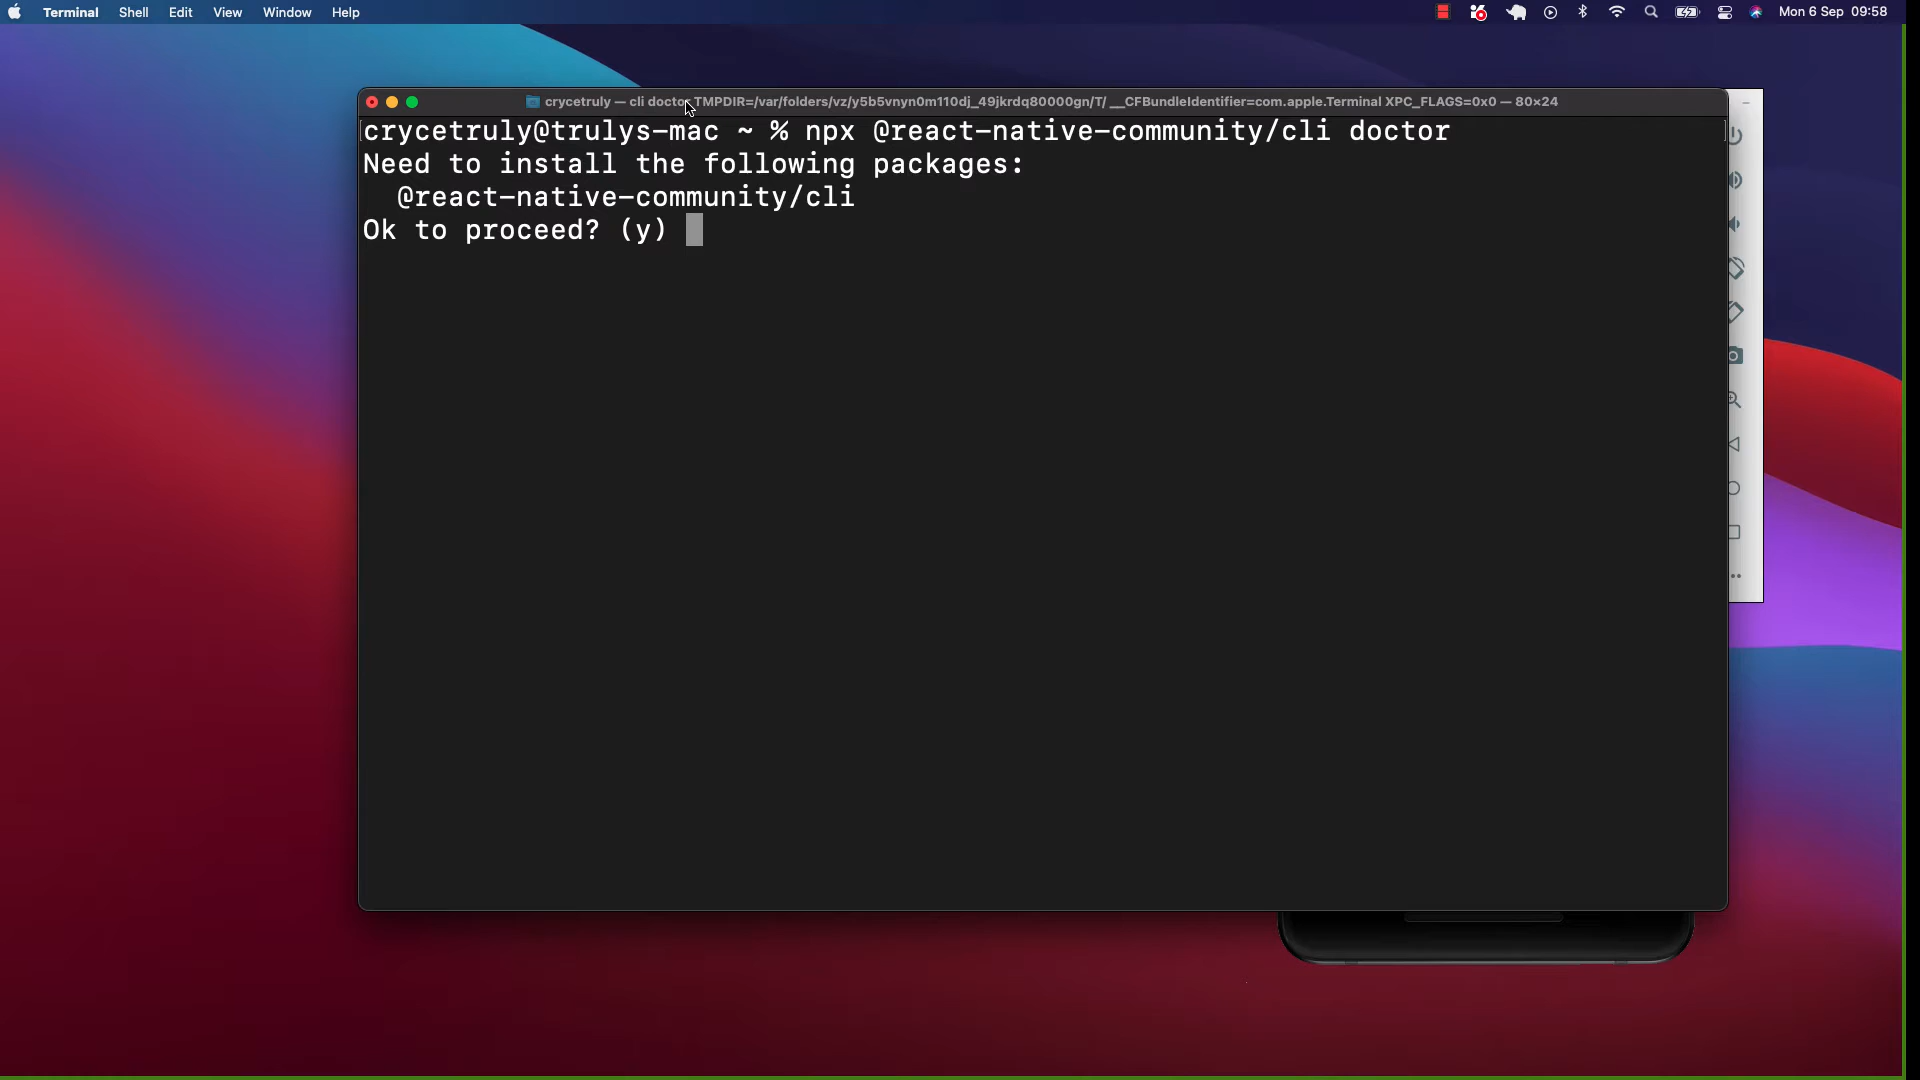 Terminal Shell Edit View Window Help Mon 6 Sep 09:58
crycetruly — cli doctor TMPDIR=/var/folders/vz/y5b5vnyn0m110dj_49jkrdq80000gn/T/ __CFBundleIdentifier=com.apple.Terminal XPC_FLAGS=0x0 — 80×24
crycetruly@trulys-mac ~ % npx @react-native-community/cli doctor
Need to install the following packages:
@react-native-community/cli
Ok to proceed? (y)